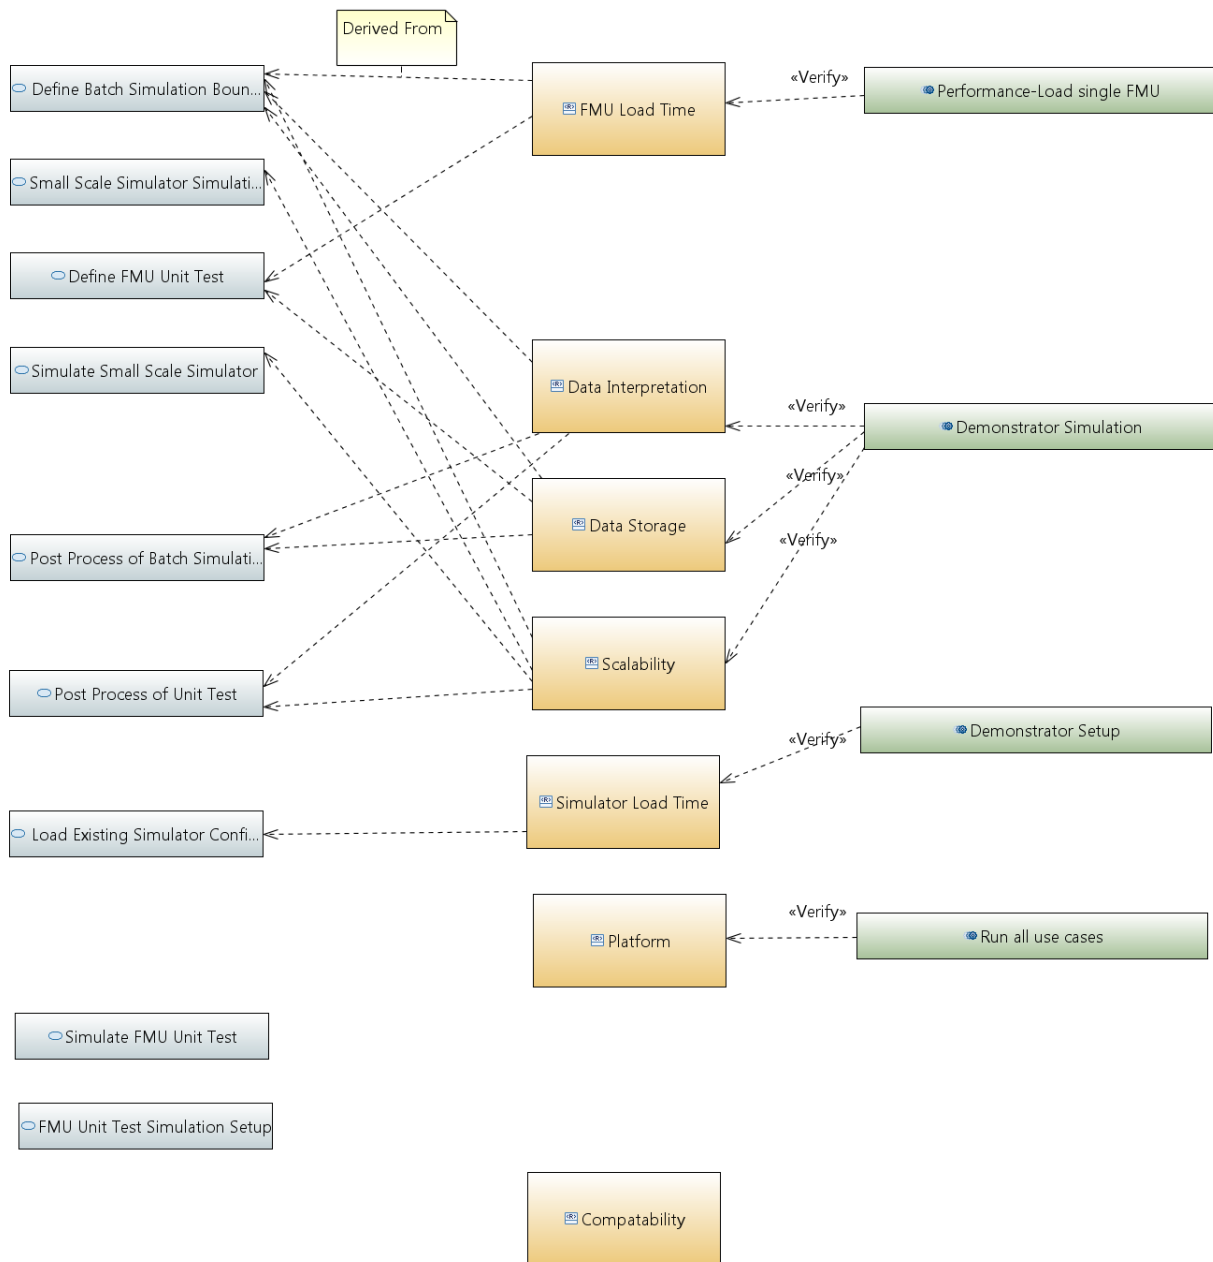 Derived From
Define Batch Simulation Boun...
FMU Load Time
«Verify»
Performance-Load single FMU
Small Scale Simulator Simulati...
Define FMU Unit Test
Simulate Small Scale Simulator
Data Interpretation
«Verify»
Demonstrator Simulation
«Verify»
Data Storage
«Verify»
Post Process of Batch Simulati...
Scalability
Post Process of Unit Test
«Verify»
Demonstrator Setup
Simulator Load Time
Load Existing Simulator Confi...
«Verify»
Platform
Run all use cases
Simulate FMU Unit Test
FMU Unit Test Simulation Setup
Compatability